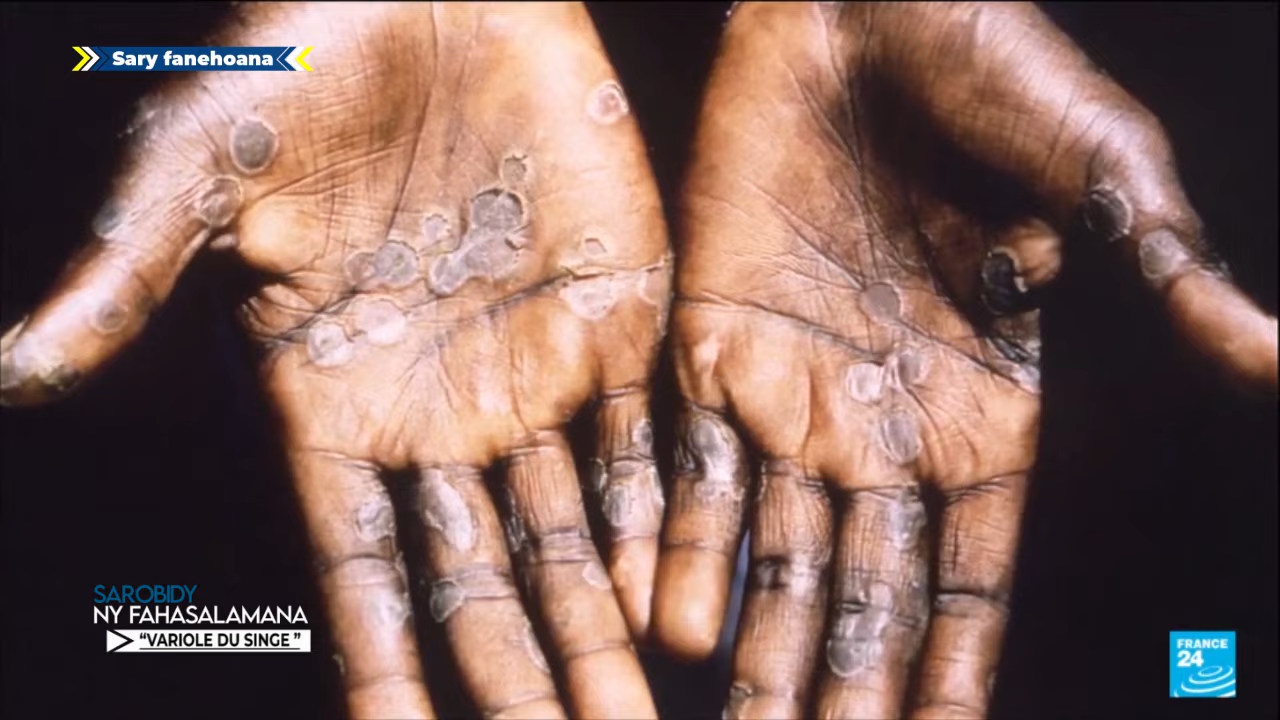 Sary fanehoana
SAROBIDY
NY FAHASALAMANA
“VARIOLE DU SINGE ”
FRANCE
24